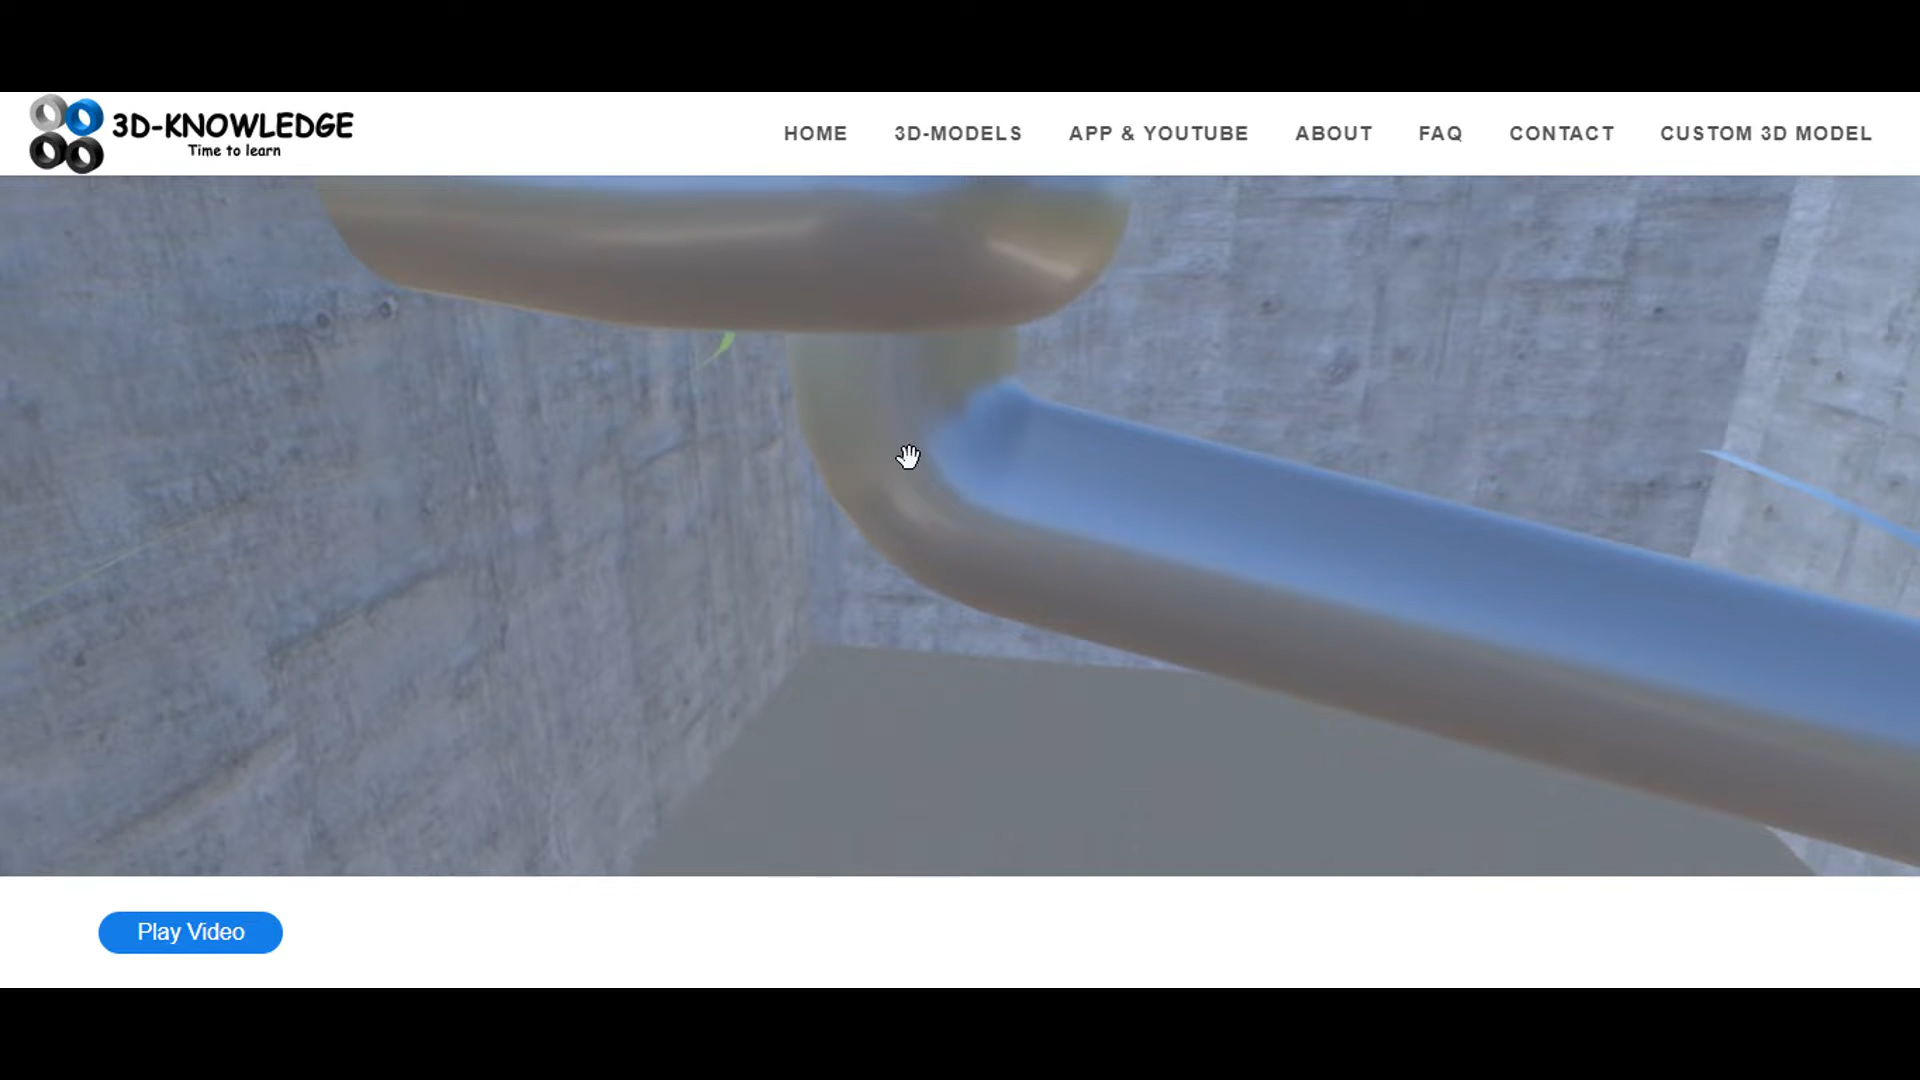 3D-KNOWLEDGE
Time to learn
HOME 3D-MODELS APP & YOUTUBE ABOUT FAQ CONTACT CUSTOM 3D MODEL
Play Video